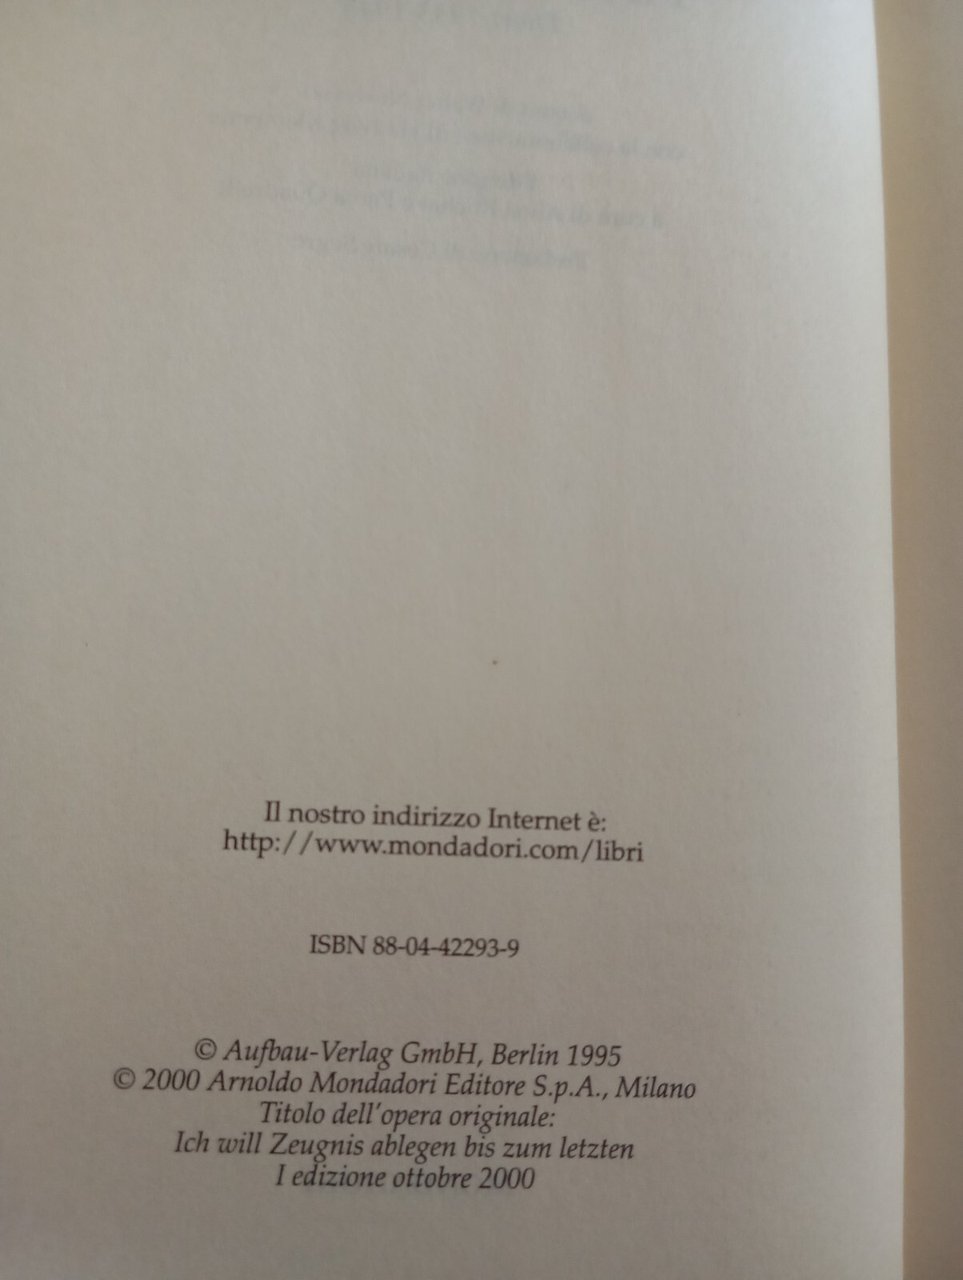 Il nostro indirizzo Internet è:
http://www.mondadori.com/libri
ISBN 88-04-42293-9
© Aufbau-Verlag GmbH, Berlin 1995
© 2000 Arnoldo Mondadori Editore S.p.A., Milano
Titolo dell'opera originale:
Ich will Zeugnis ablegen bis zum letzten
I edizione ottobre 2000